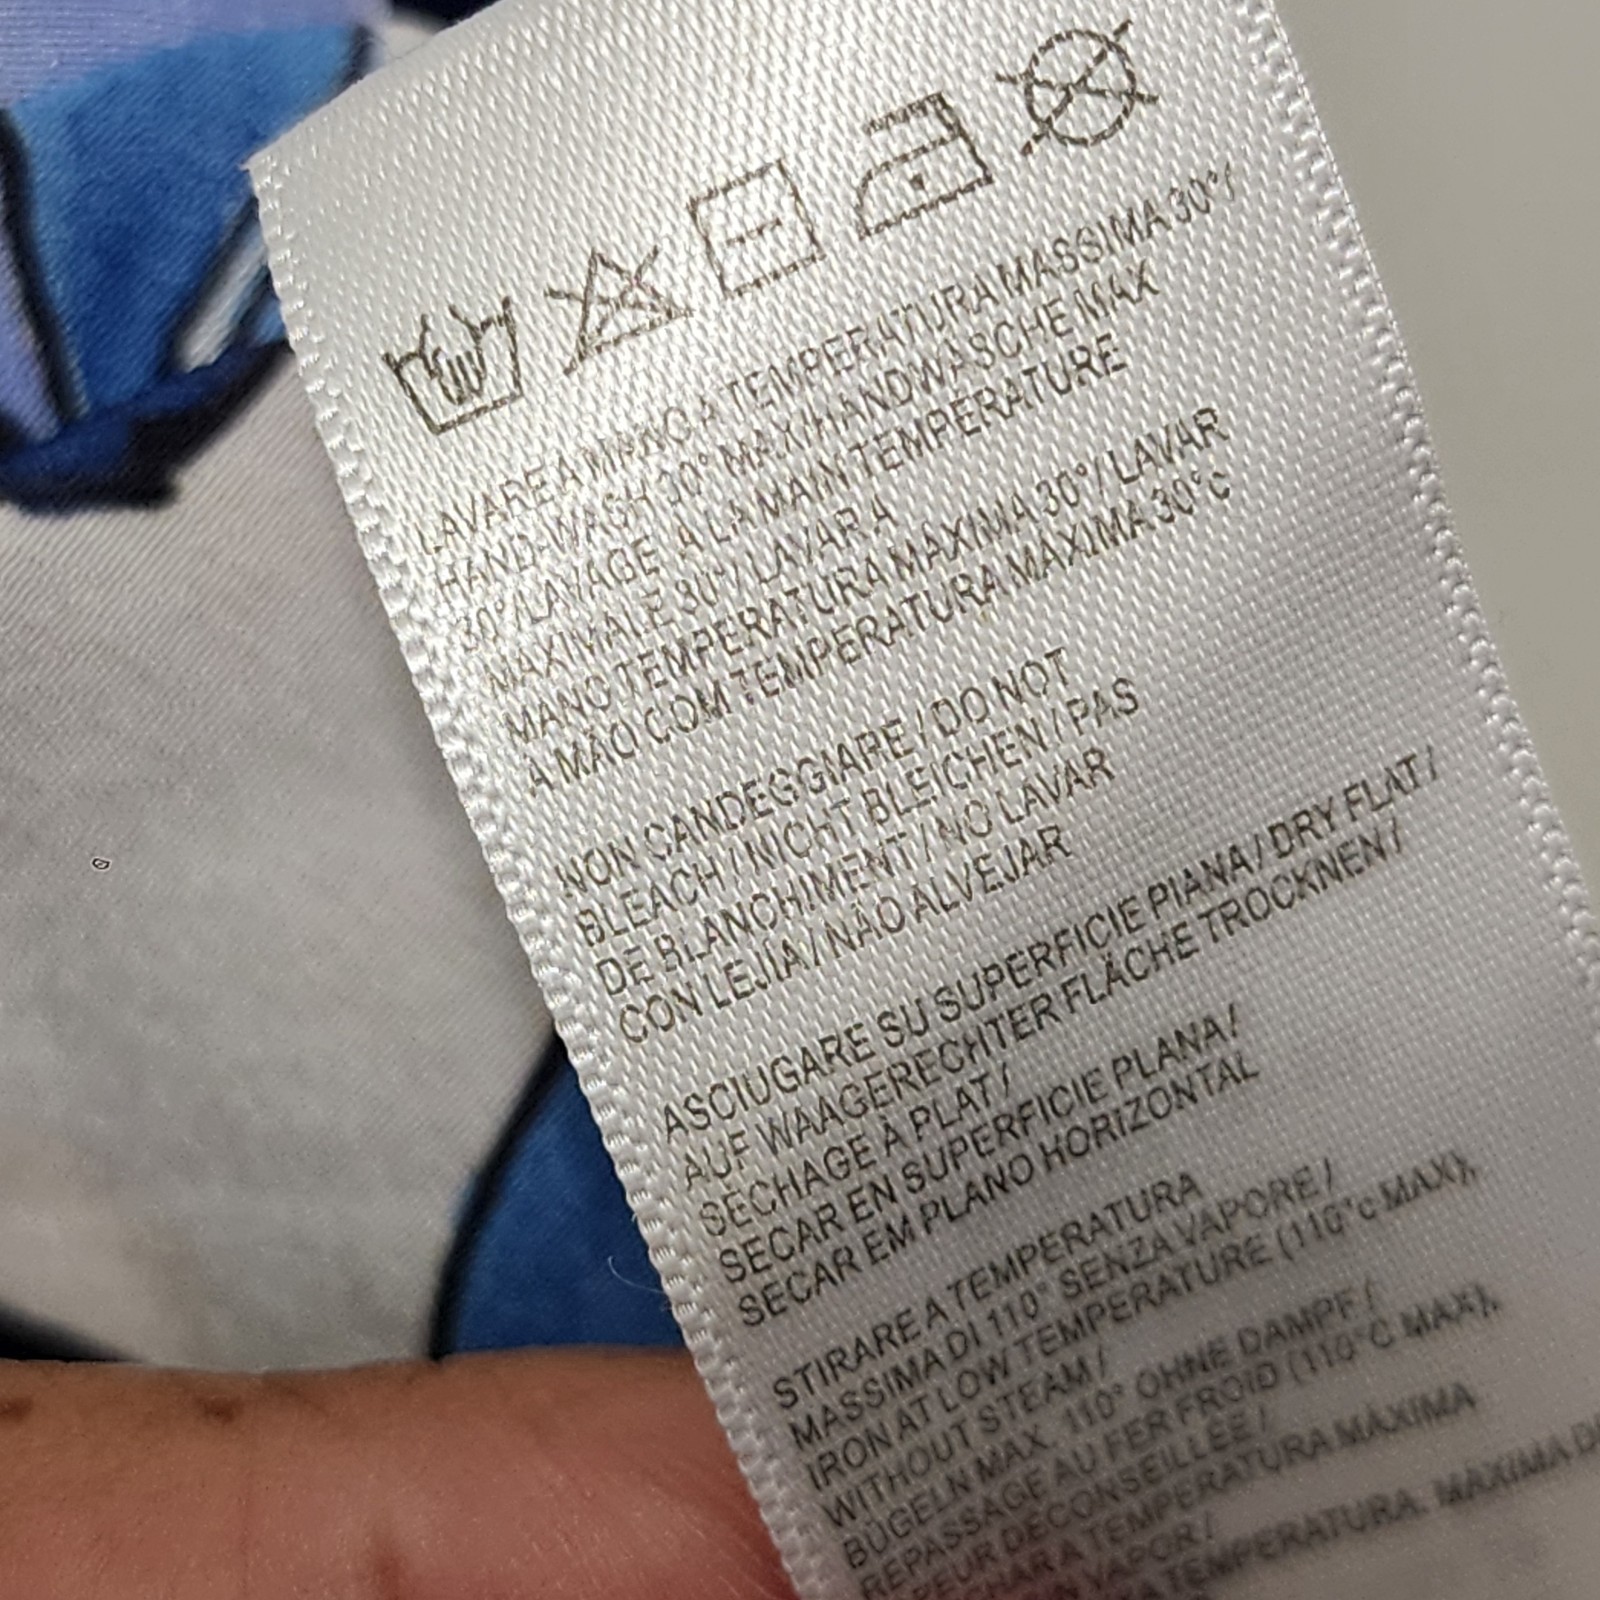 LAVARE A MANO A TEMPERATURA MASSIMA 30°/
HAND-WASH 30° MAX/HANDWÄSCHE MAX
30°/LAVAGE À LA MAIN TEMPERATURE
MAXIMALE 30°/ LAVAR A
MANO TEMPERATURA MAXIMA 30°/ LAVAR
À MÃO COM TEMPERATURA MÁXIMA 30°C
NON CANDEGGIARE / DO NOT
BLEACH / NICHT BLEICHEN / PAS
DE BLANCHIMENT / NO LAVAR
CON LEJÍA / NÃO ALVEJAR
ASCIUGARE SU SUPERFICIE PIANA / DRY FLAT /
AUF WAAGERECHTER FLÄCHE TROCKNEN /
SÉCHAGE À PLAT /
SECAR EN SUPERFICIE PLANA /
SECAR EM PLANO HORIZONTAL
STIRARE A TEMPERATURA
MASSIMA DI 110° SENZA VAPORE /
IRON AT LOW TEMPERATURE (110°c MAX),
WITHOUT STEAM /
BÜGELN MAX. 110° OHNE DAMPF /
REPASSAGE AU FER FROID (110°C MAX),
DÉCONSEILLÉE /
A TEMPERATURA MÁXIMA
VAPOR /
TEMPERATURA MÁXIMA